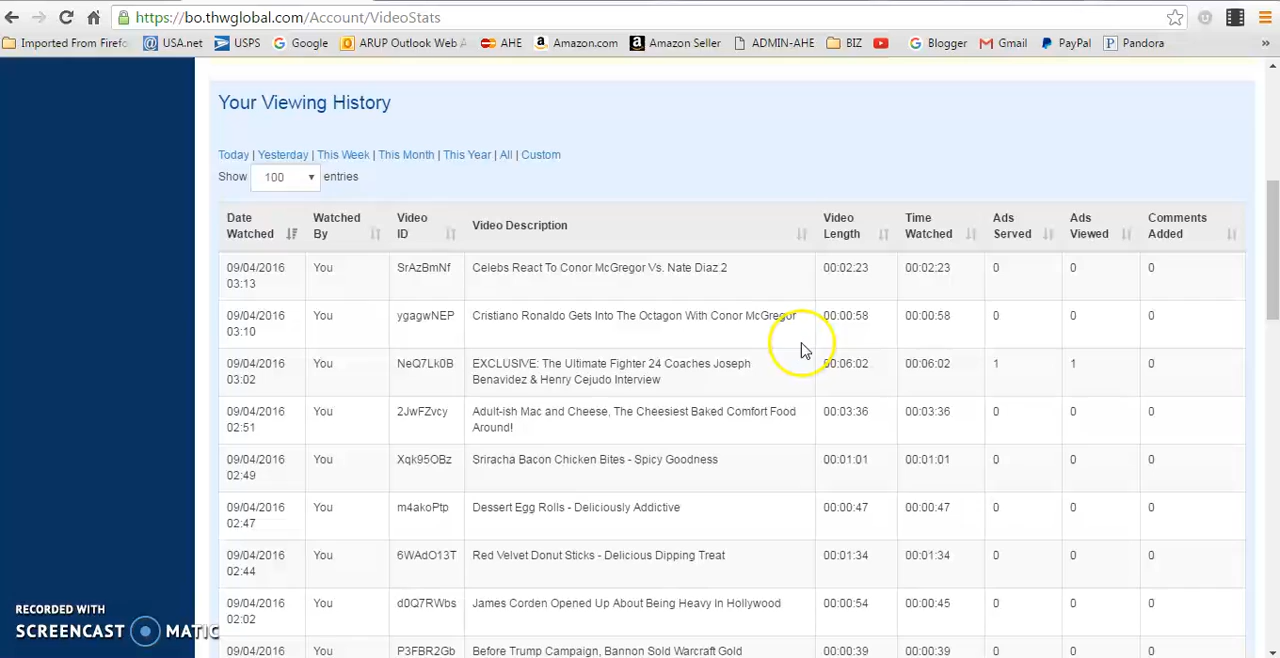 https://bo.thwglobal.com/Account/VideoStats
Imported From Firefo USA.net USPS Google ARUP Outlook Web A AHE Amazon.com Amazon Seller ADMIN-AHE BIZ Blogger Gmail PayPal Pandora »
Your Viewing History
Today | Yesterday | This Week | This Month | This Year | All | Custom
Show 100 entries
Date Watched Watched By Video ID Video Description Video Length Time Watched Ads Served Ads Viewed Comments Added
09/04/2016 03:13 You SrAzBmNf Celebs React To Conor McGregor Vs. Nate Diaz 2 00:02:23 00:02:23 0 0 0
09/04/2016 03:10 You ygagwNEP Cristiano Ronaldo Gets Into The Octagon With Conor McGregor 00:00:58 00:00:58 0 0 0
09/04/2016 03:02 You NeQ7Lk0B EXCLUSIVE: The Ultimate Fighter 24 Coaches Joseph Benavidez & Henry Cejudo Interview 00:06:02 00:06:02 1 1 0
09/04/2016 02:51 You 2JwFZvcy Adult-ish Mac and Cheese, The Cheesiest Baked Comfort Food Around! 00:03:36 00:03:36 0 0 0
09/04/2016 02:49 You Xqk95OBz Sriracha Bacon Chicken Bites - Spicy Goodness 00:01:01 00:01:01 0 0 0
09/04/2016 02:47 You m4akoPtp Dessert Egg Rolls - Deliciously Addictive 00:00:47 00:00:47 0 0 0
09/04/2016 02:44 You 6WAdO13T Red Velvet Donut Sticks - Delicious Dipping Treat 00:01:34 00:01:34 0 0 0
09/04/2016 02:02 You d0Q7RWbs James Corden Opened Up About Being Heavy In Hollywood 00:00:54 00:00:45 0 0 0
You P3FBR2Gb Before Trump Campaign, Bannon Sold Warcraft Gold 00:00:39 00:00:39 0 0 0
RECORDED WITH
SCREENCAST MATIC